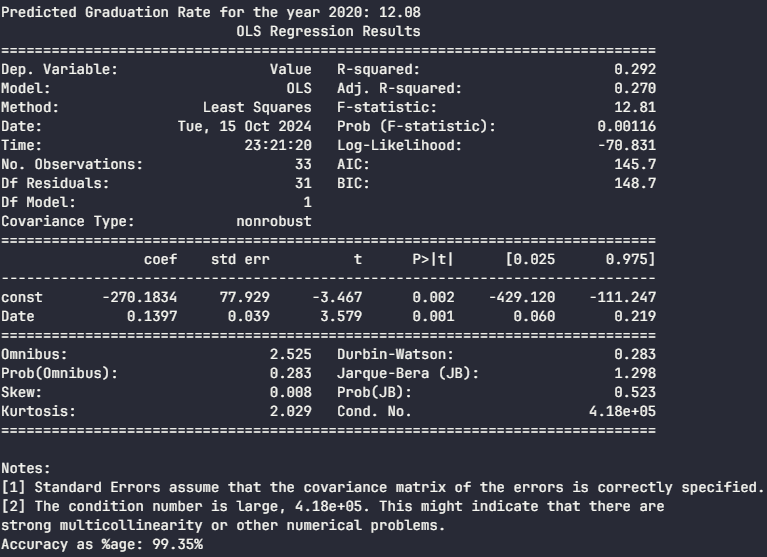 Predicted Graduation Rate for the year 2020: 12.08
                            OLS Regression Results
==============================================================================
Dep. Variable:                  Value   R-squared:                       0.292
Model:                            OLS   Adj. R-squared:                  0.270
Method:                 Least Squares   F-statistic:                     12.81
Date:                Tue, 15 Oct 2024   Prob (F-statistic):            0.00116
Time:                        23:21:20   Log-Likelihood:                -70.831
No. Observations:                  33   AIC:                             145.7
Df Residuals:                      31   BIC:                             148.7
Df Model:                           1
Covariance Type:            nonrobust
==============================================================================
                 coef    std err          t      P>|t|      [0.025      0.975]
------------------------------------------------------------------------------
const       -270.1834     77.929     -3.467      0.002    -429.120    -111.247
Date           0.1397      0.039      3.579      0.001       0.060       0.219
==============================================================================
Omnibus:                        2.525   Durbin-Watson:                   0.283
Prob(Omnibus):                  0.283   Jarque-Bera (JB):                1.298
Skew:                           0.008   Prob(JB):                        0.523
Kurtosis:                       2.029   Cond. No.                     4.18e+05
==============================================================================

Notes:
[1] Standard Errors assume that the covariance matrix of the errors is correctly specified.
[2] The condition number is large, 4.18e+05. This might indicate that there are
strong multicollinearity or other numerical problems.
Accuracy as %age: 99.35%